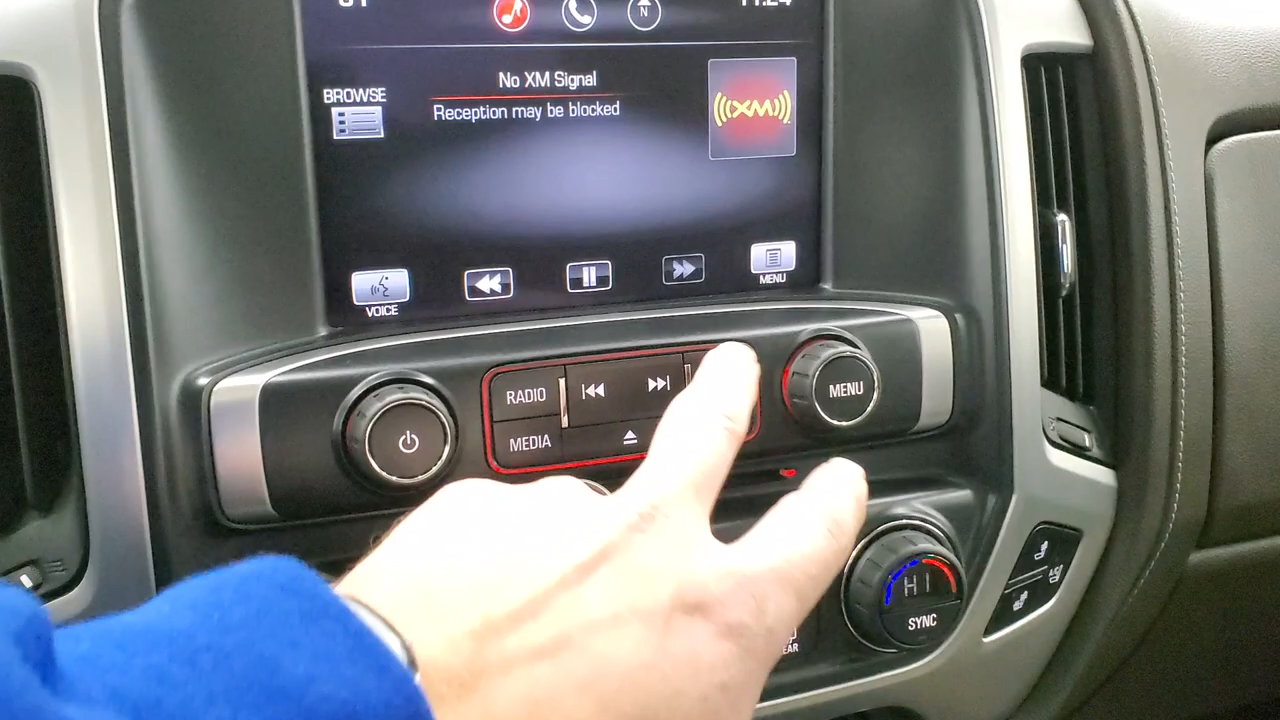 N
No XM Signal
BROWSE
Reception may be blocked
((XM))
VOICE
MENU
RADIO
MENU
MEDIA
HI
SYNC